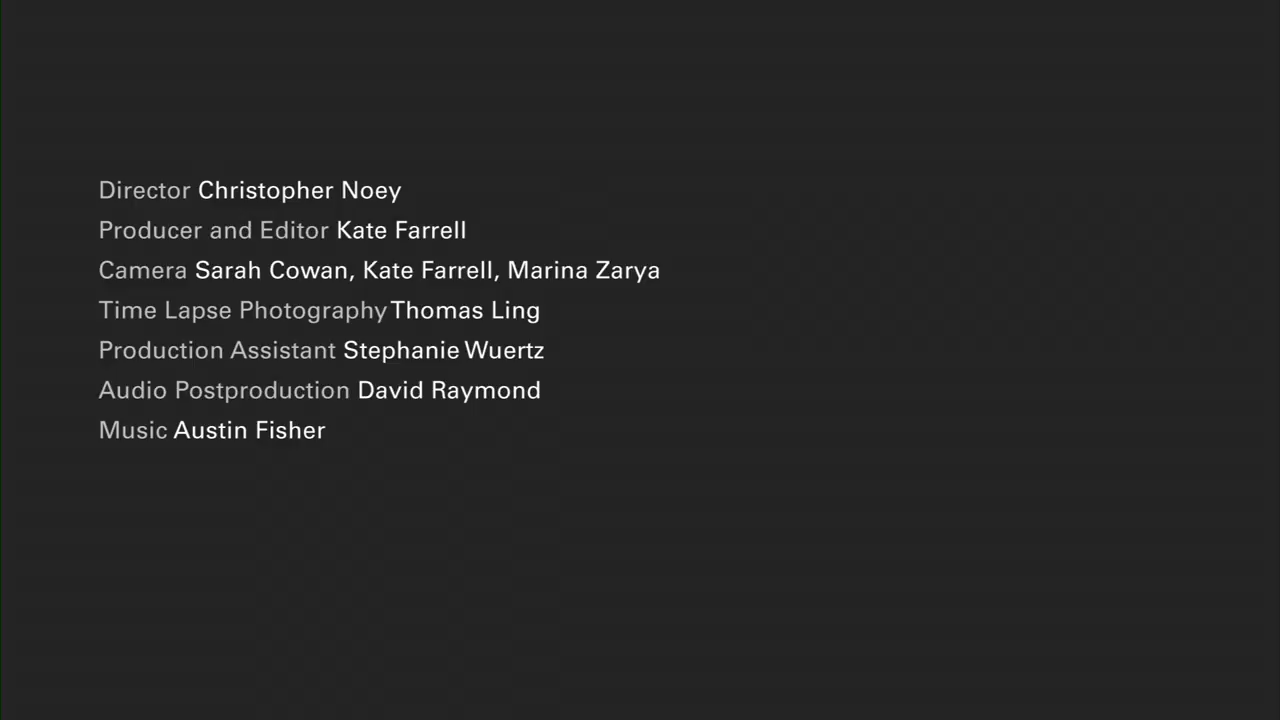 Director Christopher Noey
Producer and Editor Kate Farrell
Camera Sarah Cowan, Kate Farrell, Marina Zarya
Time Lapse Photography Thomas Ling
Production Assistant Stephanie Wuertz
Audio Postproduction David Raymond
Music Austin Fisher